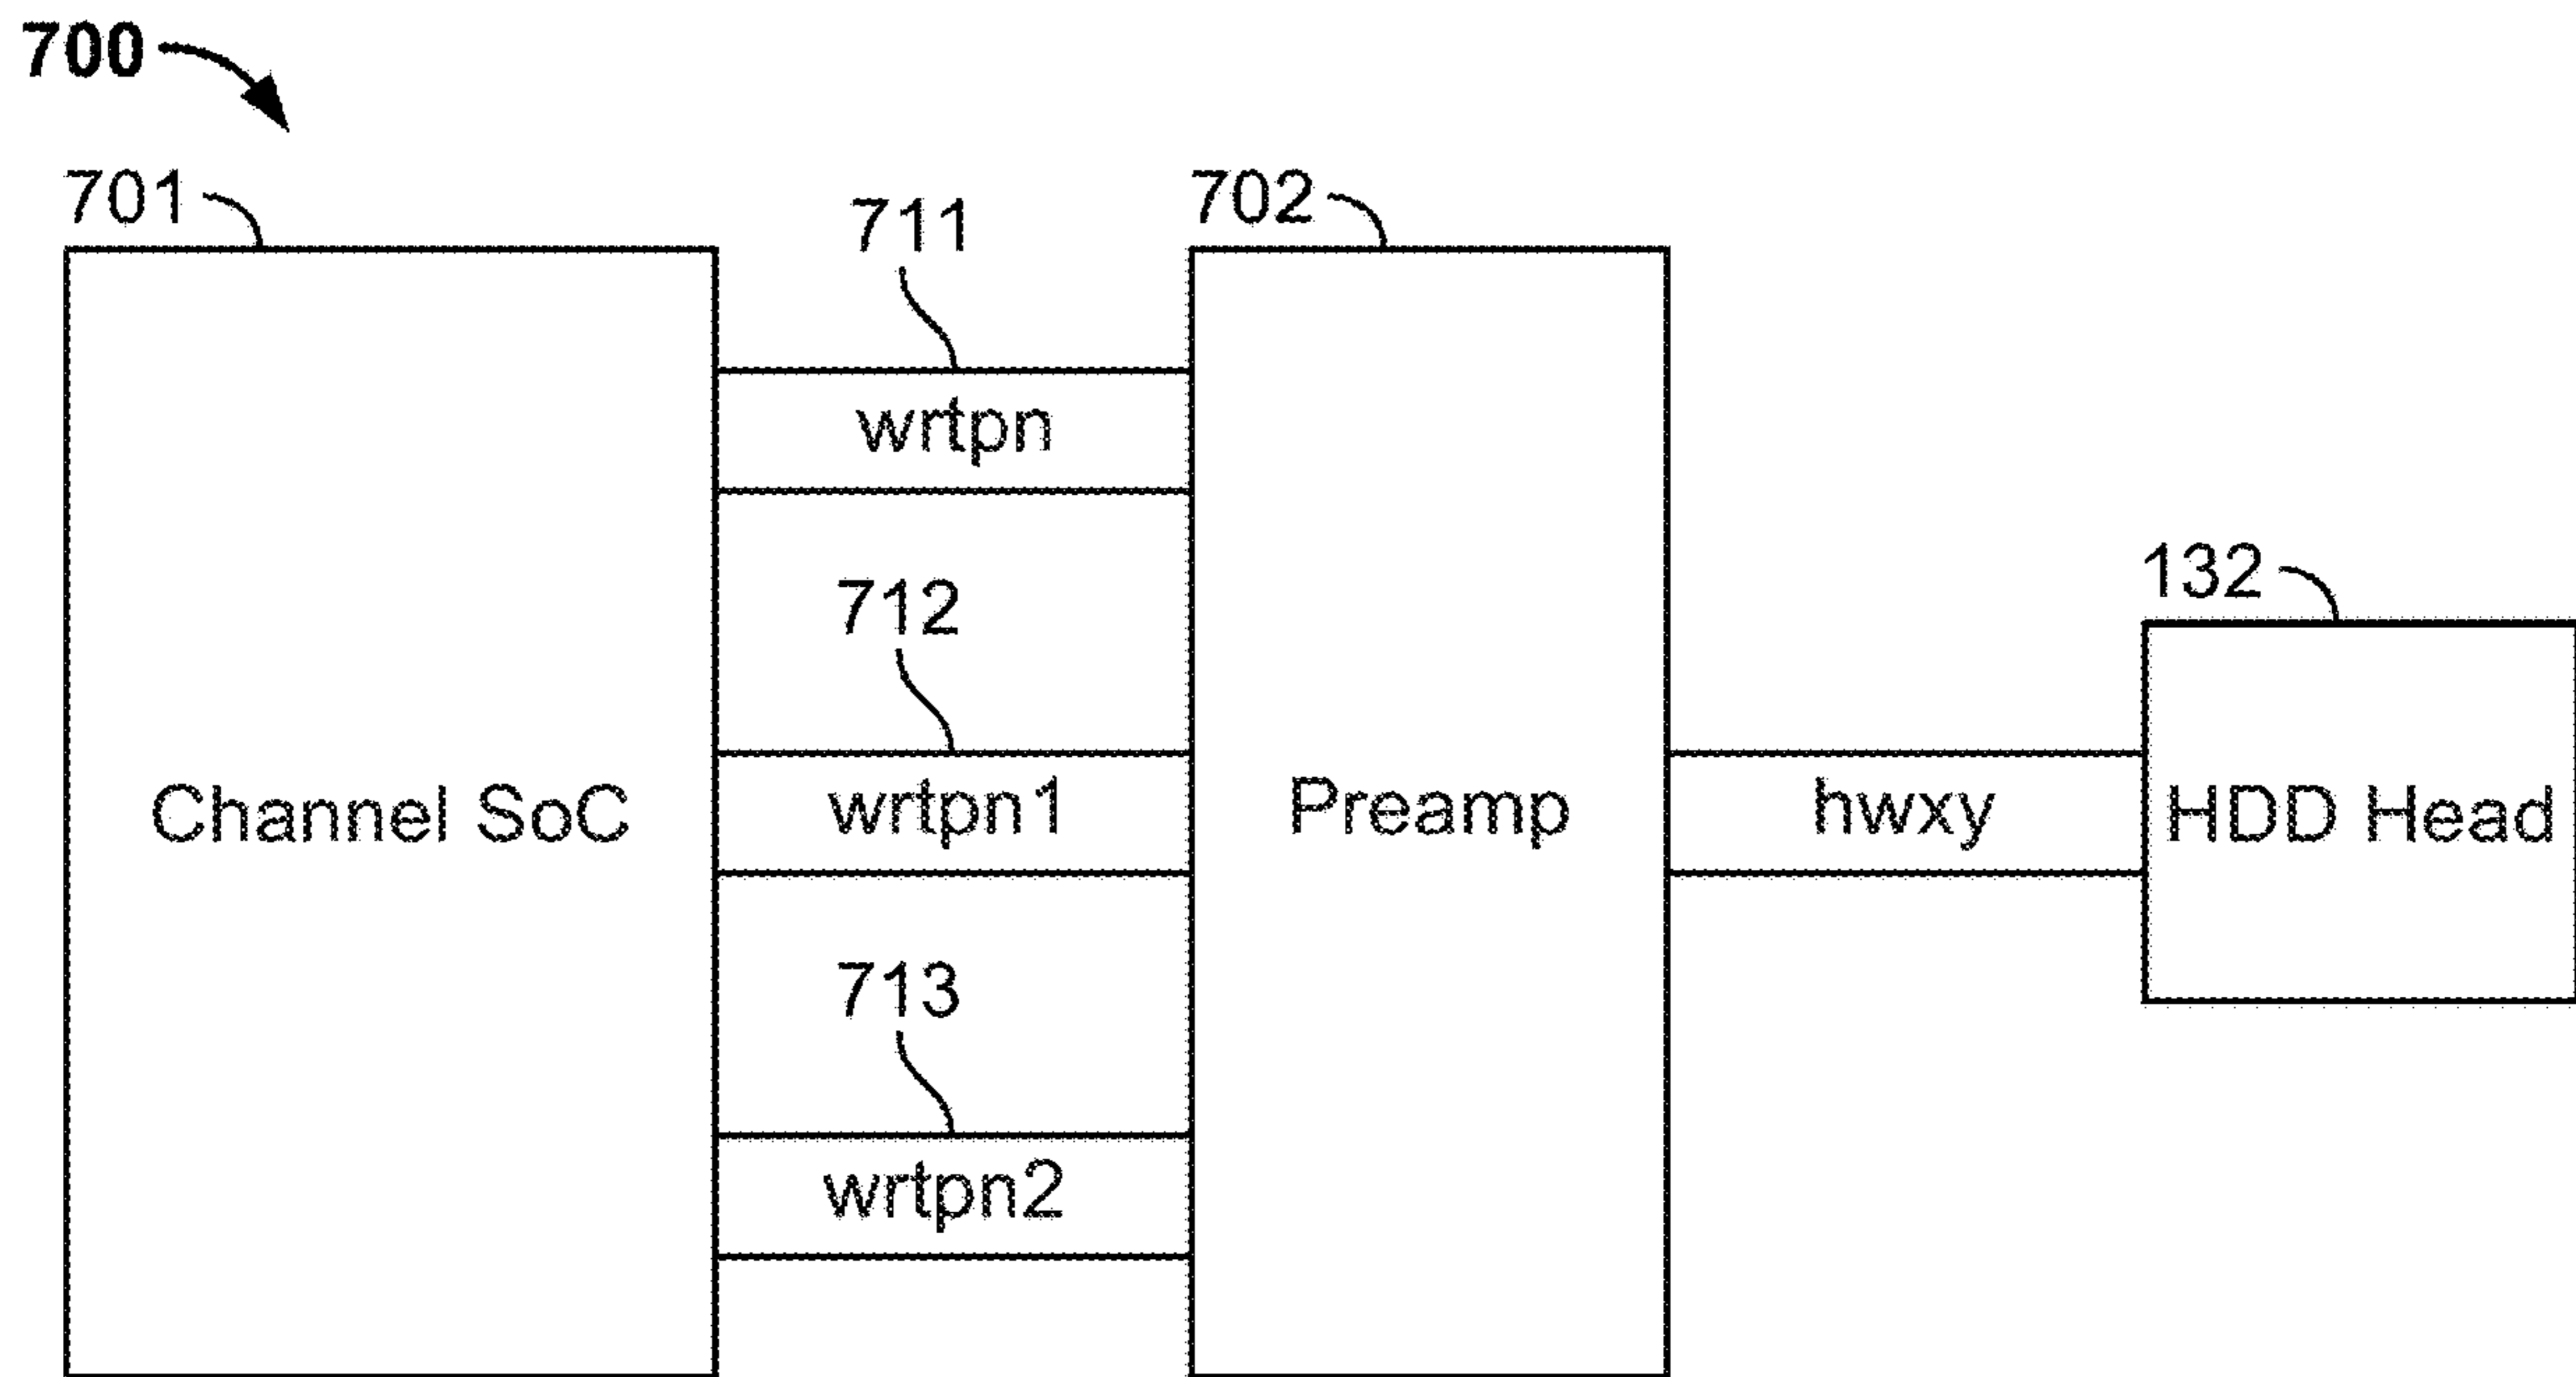 700
701
702
711
wrtpn
132
712
Channel SoC
wrtpn1
Preamp
hwxy
HDD Head
713
wrtpn2